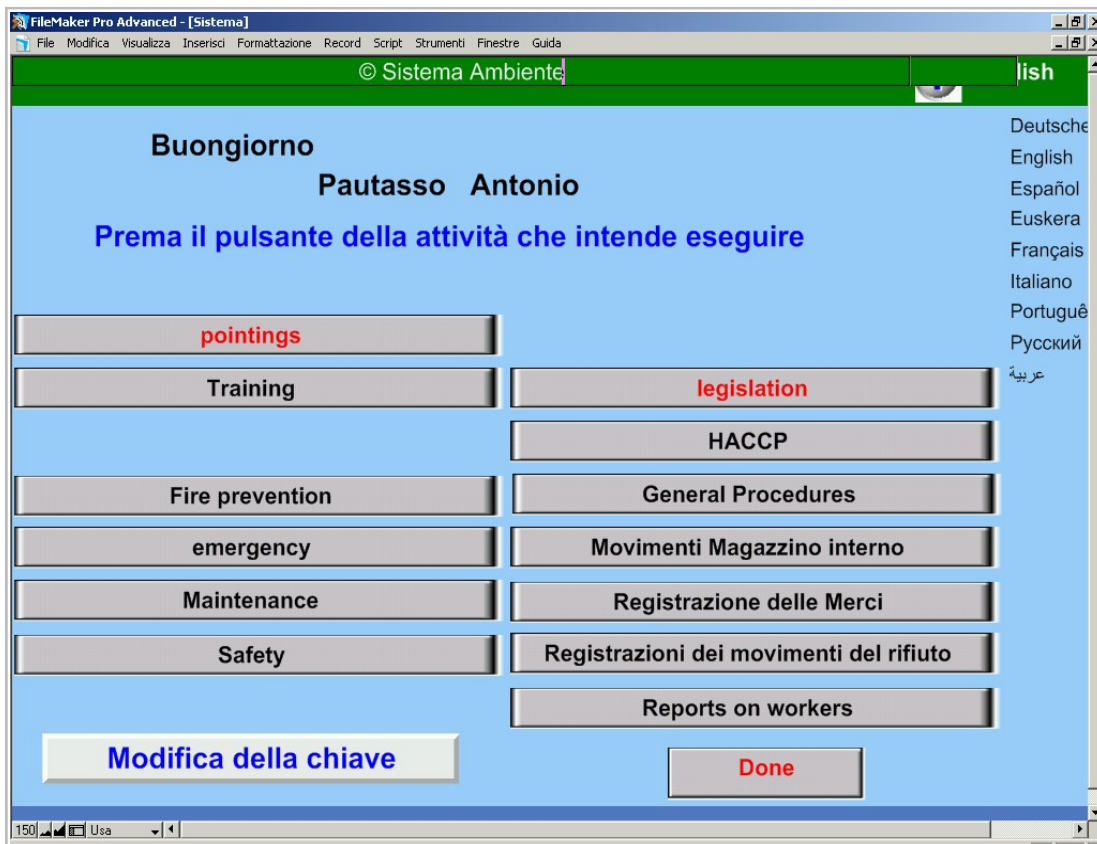 FileMaker Pro Advanced - [Sistema]
File Modifica Visualizza Inserisci Formattazione Record Script Strumenti Finestre Guida
© Sistema Ambiente
lish
Buongiorno
Pautasso Antonio
Prema il pulsante della attività che intende eseguire
Deutsche
English
Español
Euskera
Français
Italiano
Portuguê
Русский
عربية
pointings
Training
legislation
HACCP
Fire prevention
General Procedures
emergency
Movimenti Magazzino interno
Maintenance
Registrazione delle Merci
Safety
Registrazioni dei movimenti del rifiuto
Reports on workers
Modifica della chiave
Done
150
Usa